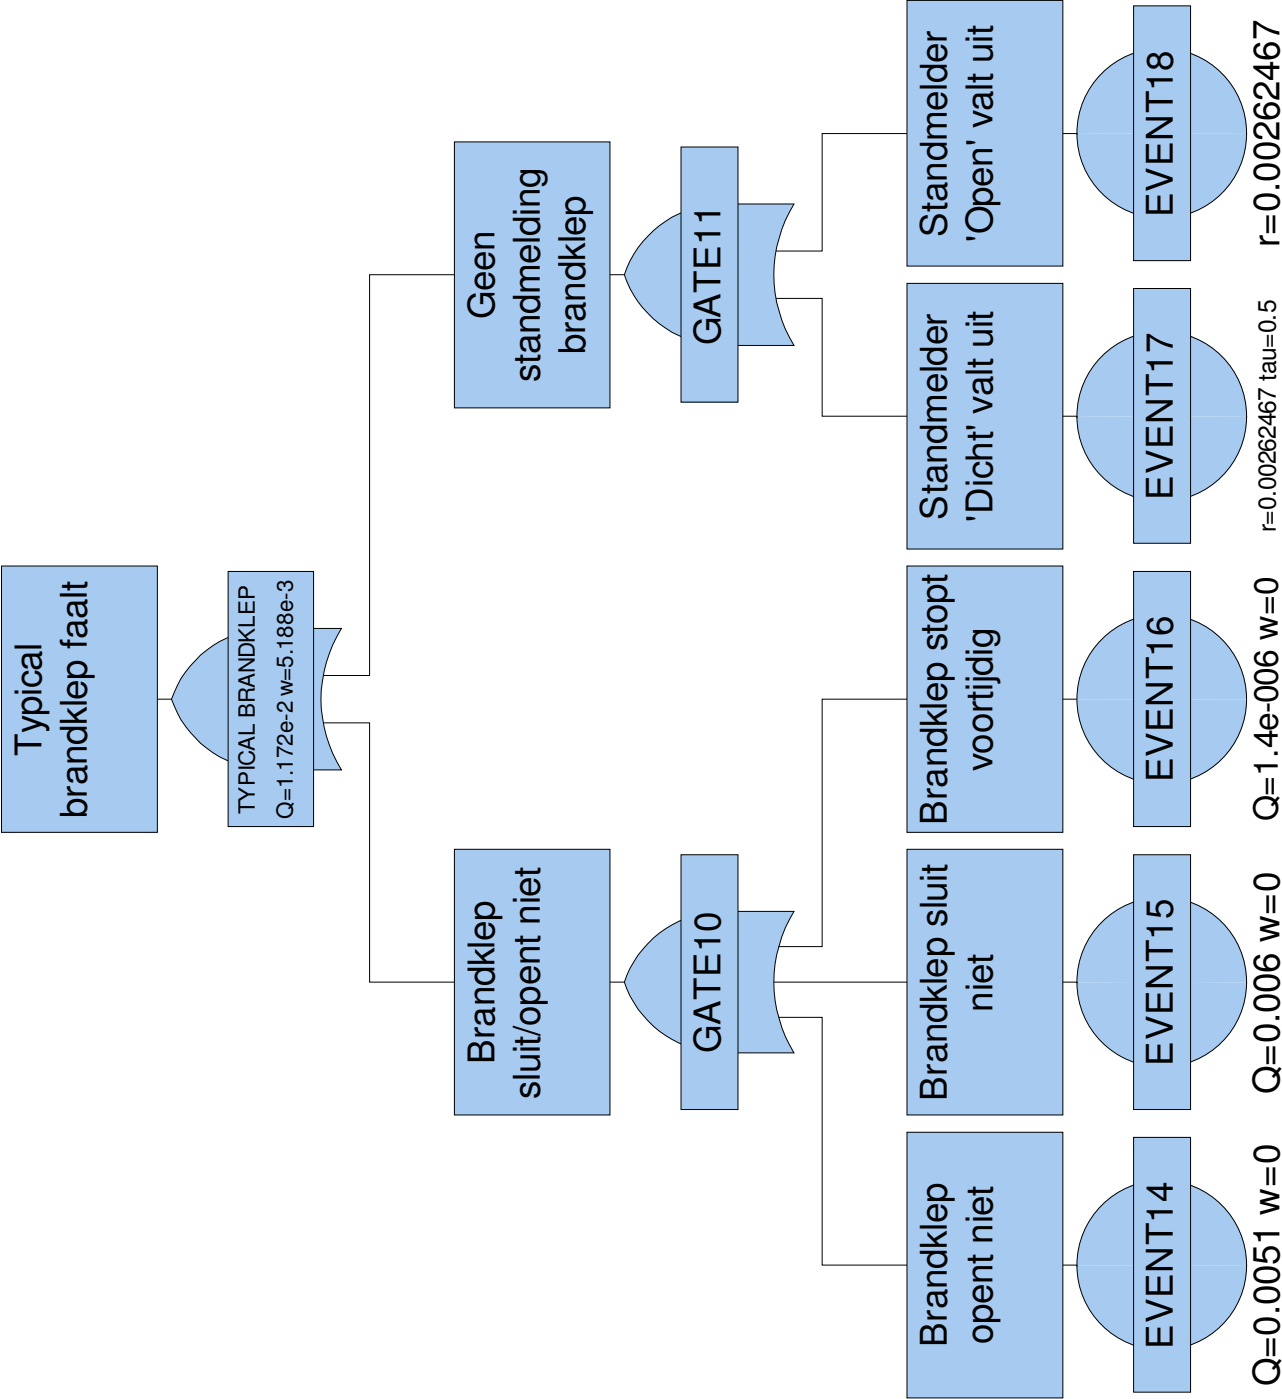 Typical
brandklep faalt
TYPICAL BRANDKLEP
Q=1.172e-2 w=5.188e-3
Brandklep
sluit/opent niet
GATE10
Geen
standmelding
brandklep
GATE11
Brandklep
opent niet
EVENT14
Q=0.0051 w=0
Brandklep sluit
niet
EVENT15
Q=0.006 w=0
Brandklep stopt
voortijdig
EVENT16
Q=1.4e-006 w=0
Standmelder
'Dicht' valt uit
EVENT17
r=0.00262467 tau=0.5
Standmelder
'Open' valt uit
EVENT18
r=0.00262467